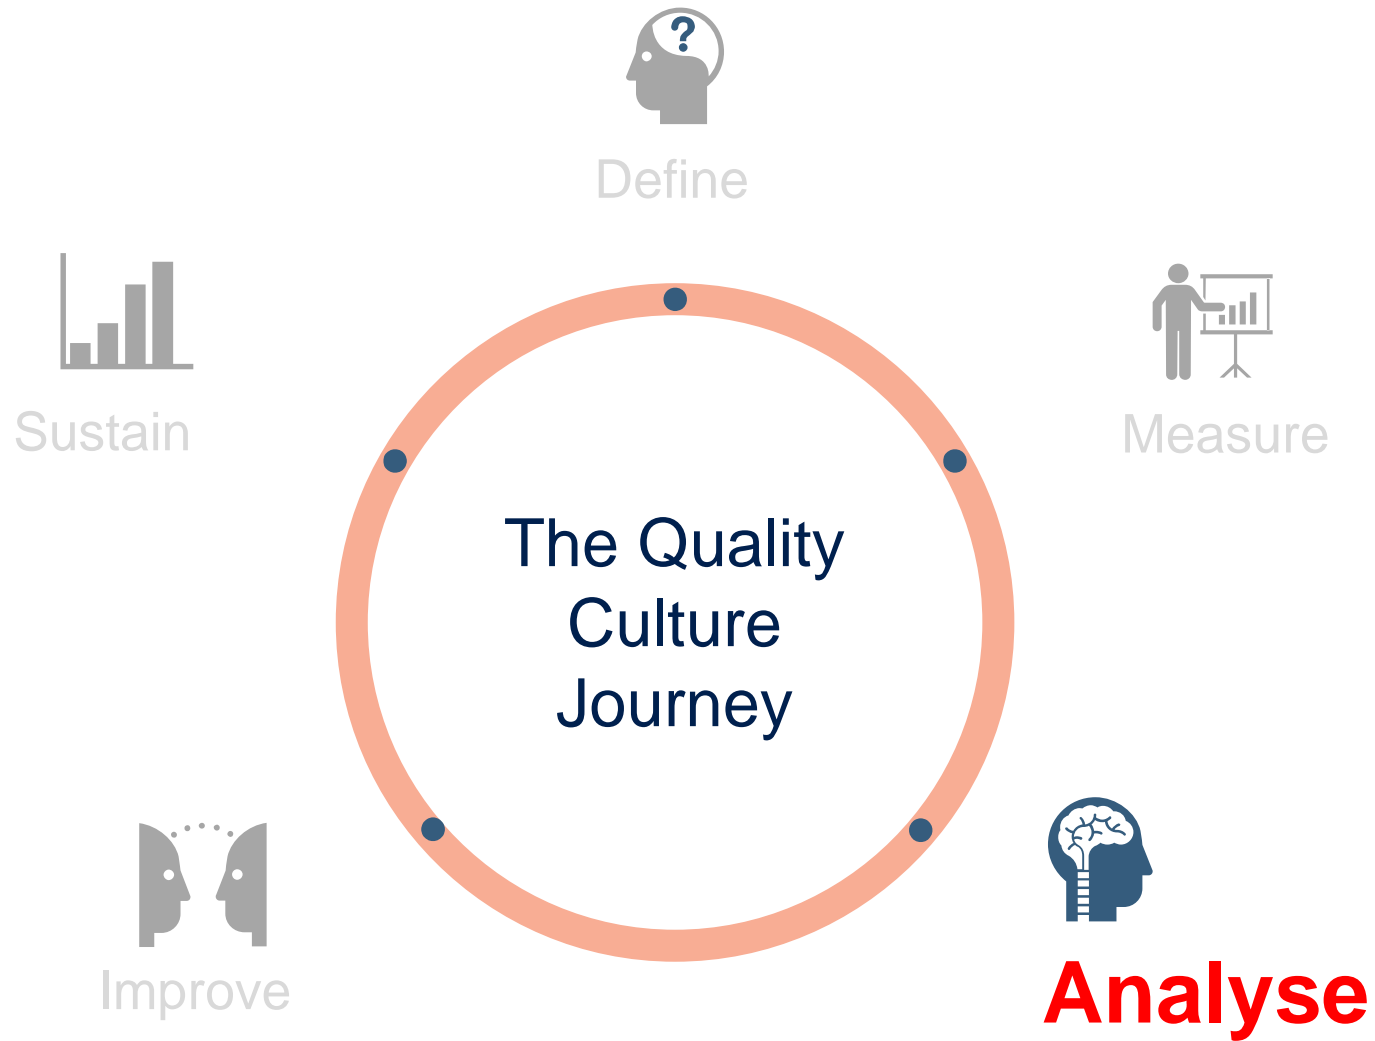 ?
Define
Sustain
Measure
The Quality
Culture
Journey
Improve
Analyse